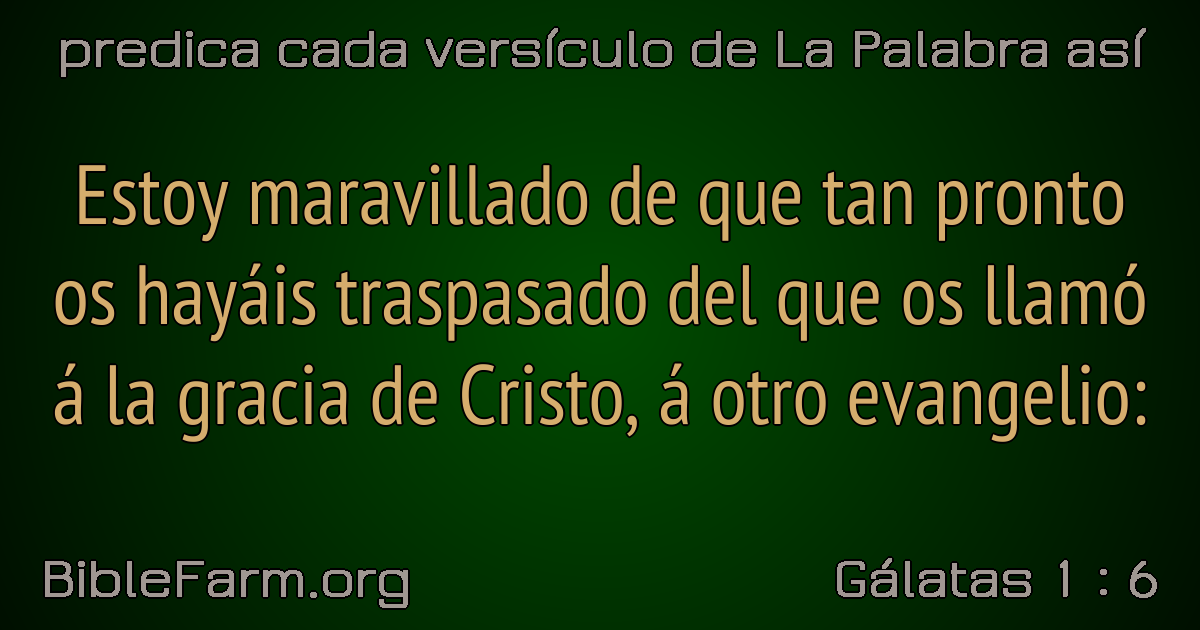 predica cada versículo de La Palabra así
Estoy maravillado de que tan pronto
os hayáis traspasado del que os llamó
á la gracia de Cristo, á otro evangelio:
BibleFarm.org
Gálatas 1 : 6